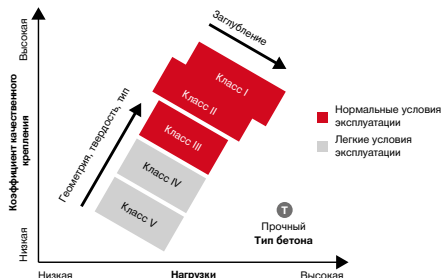 Высокая
Коэффициент качественного
крепления
Низкая
Геометрия, твердость, тип
Заглубление
Класс I
Класс II
Класс III
Класс IV
Класс V
Нормальные условия
эксплуатации
Легкие условия
эксплуатации
T
Прочный
Тип бетона
Низкая
Нагрузки
Высокая